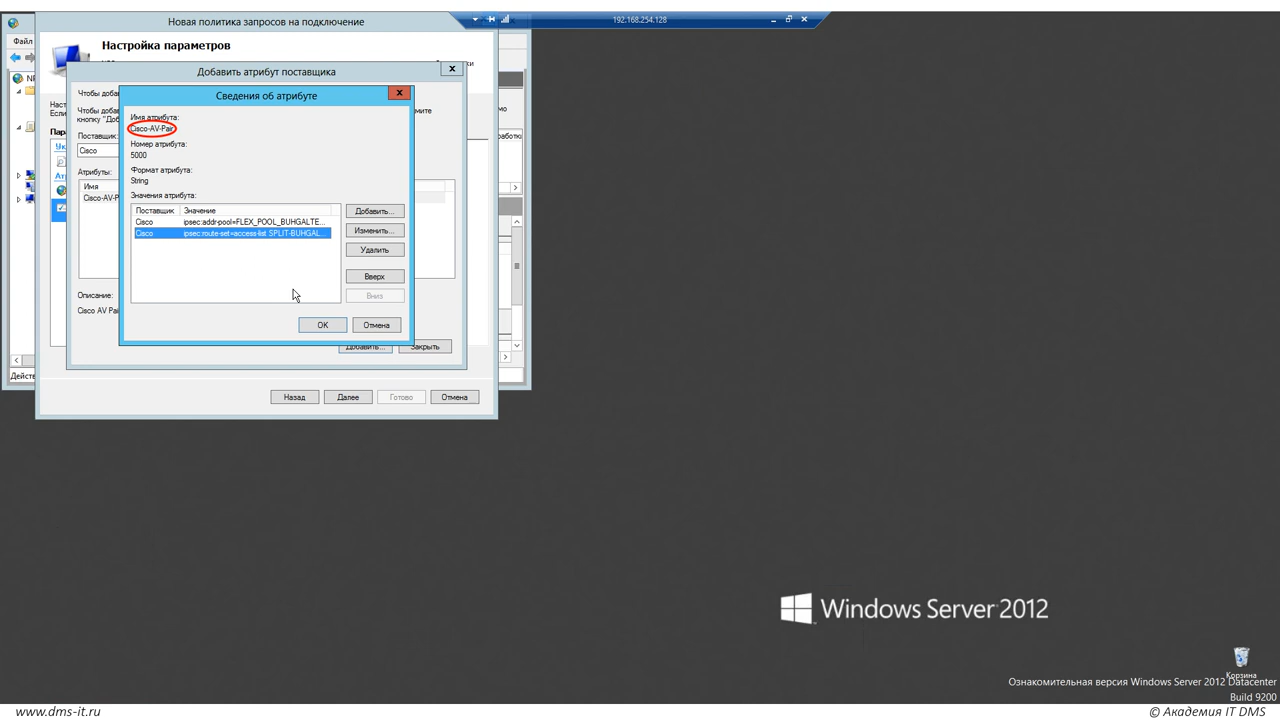 Новая политика запросов на подключение
192.168.254.128
Файл
Настройка параметров
Добавить атрибут поставщика
Сведения об атрибуте
Имя атрибута:
Cisco-AV-Pair
Номер атрибута:
5000
Формат атрибута:
String
Значения атрибута:
Поставщик Значение
Cisco ipsec:addr-pool=FLEX_POOL_BUHGALTE...
Cisco ipsec:route-set=access-list SPLIT-BUHGAL...
Добавить...
Изменить...
Удалить
Вверх
Вниз
OK
Отмена
Чтобы
Чтобы
кнопку
Поставщик:
Cisco
Атрибуты:
Имя
Cisco-AV-P
Описание:
Cisco AV Pai
Добавить...
Закрыть
Назад
Далее
Готово
Отмена
Windows Server 2012
Корзина
Ознакомительная версия Windows Server 2012 Datacenter
Build 9200
www.dms-it.ru
© Академия IT DMS